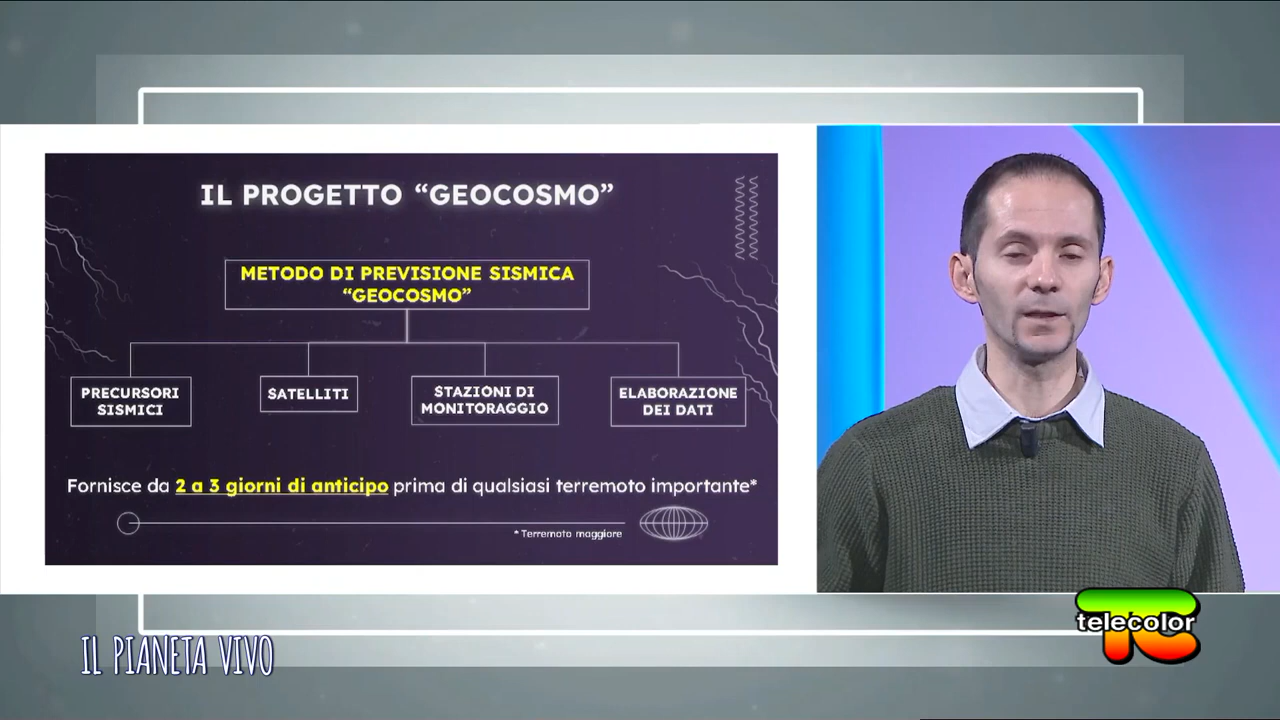 IL PROGETTO “GEOCOSMO”
METODO DI PREVISIONE SISMICA
“GEOCOSMO”
PRECURSORI
SISMICI
SATELLITI
STAZIONI DI
MONITORAGGIO
ELABORAZIONE
DEI DATI
Fornisce da 2 a 3 giorni di anticipo prima di qualsiasi terremoto importante*
* Terremoto maggiore
IL PIANETA VIVO
TC
telecolor